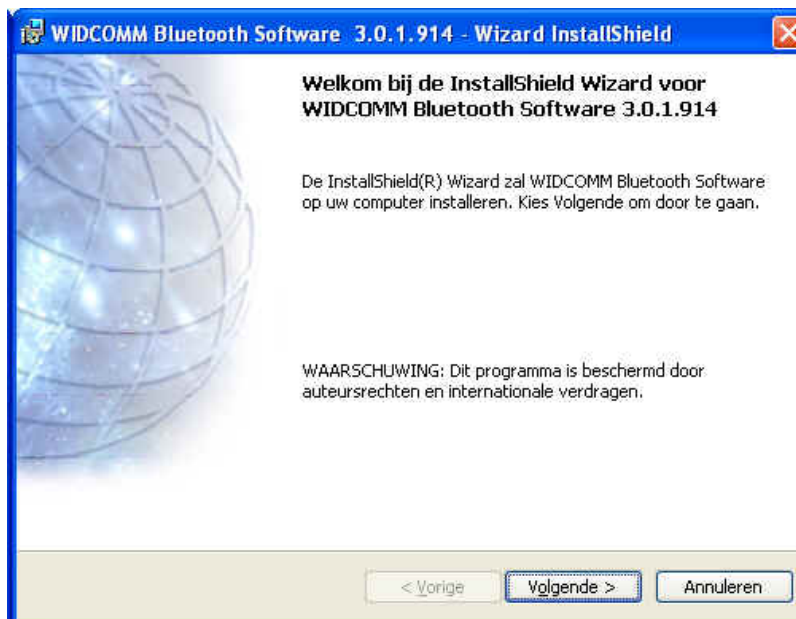 WIDCOMM Bluetooth Software 3.0.1.914 - Wizard InstallShield
Welkom bij de InstallShield Wizard voor
WIDCOMM Bluetooth Software 3.0.1.914
De InstallShield(R) Wizard zal WIDCOMM Bluetooth Software
op uw computer installeren. Kies Volgende om door te gaan.
WAARSCHUWING: Dit programma is beschermd door
auteursrechten en internationale verdragen.
< Vorige
Volgende >
Annuleren